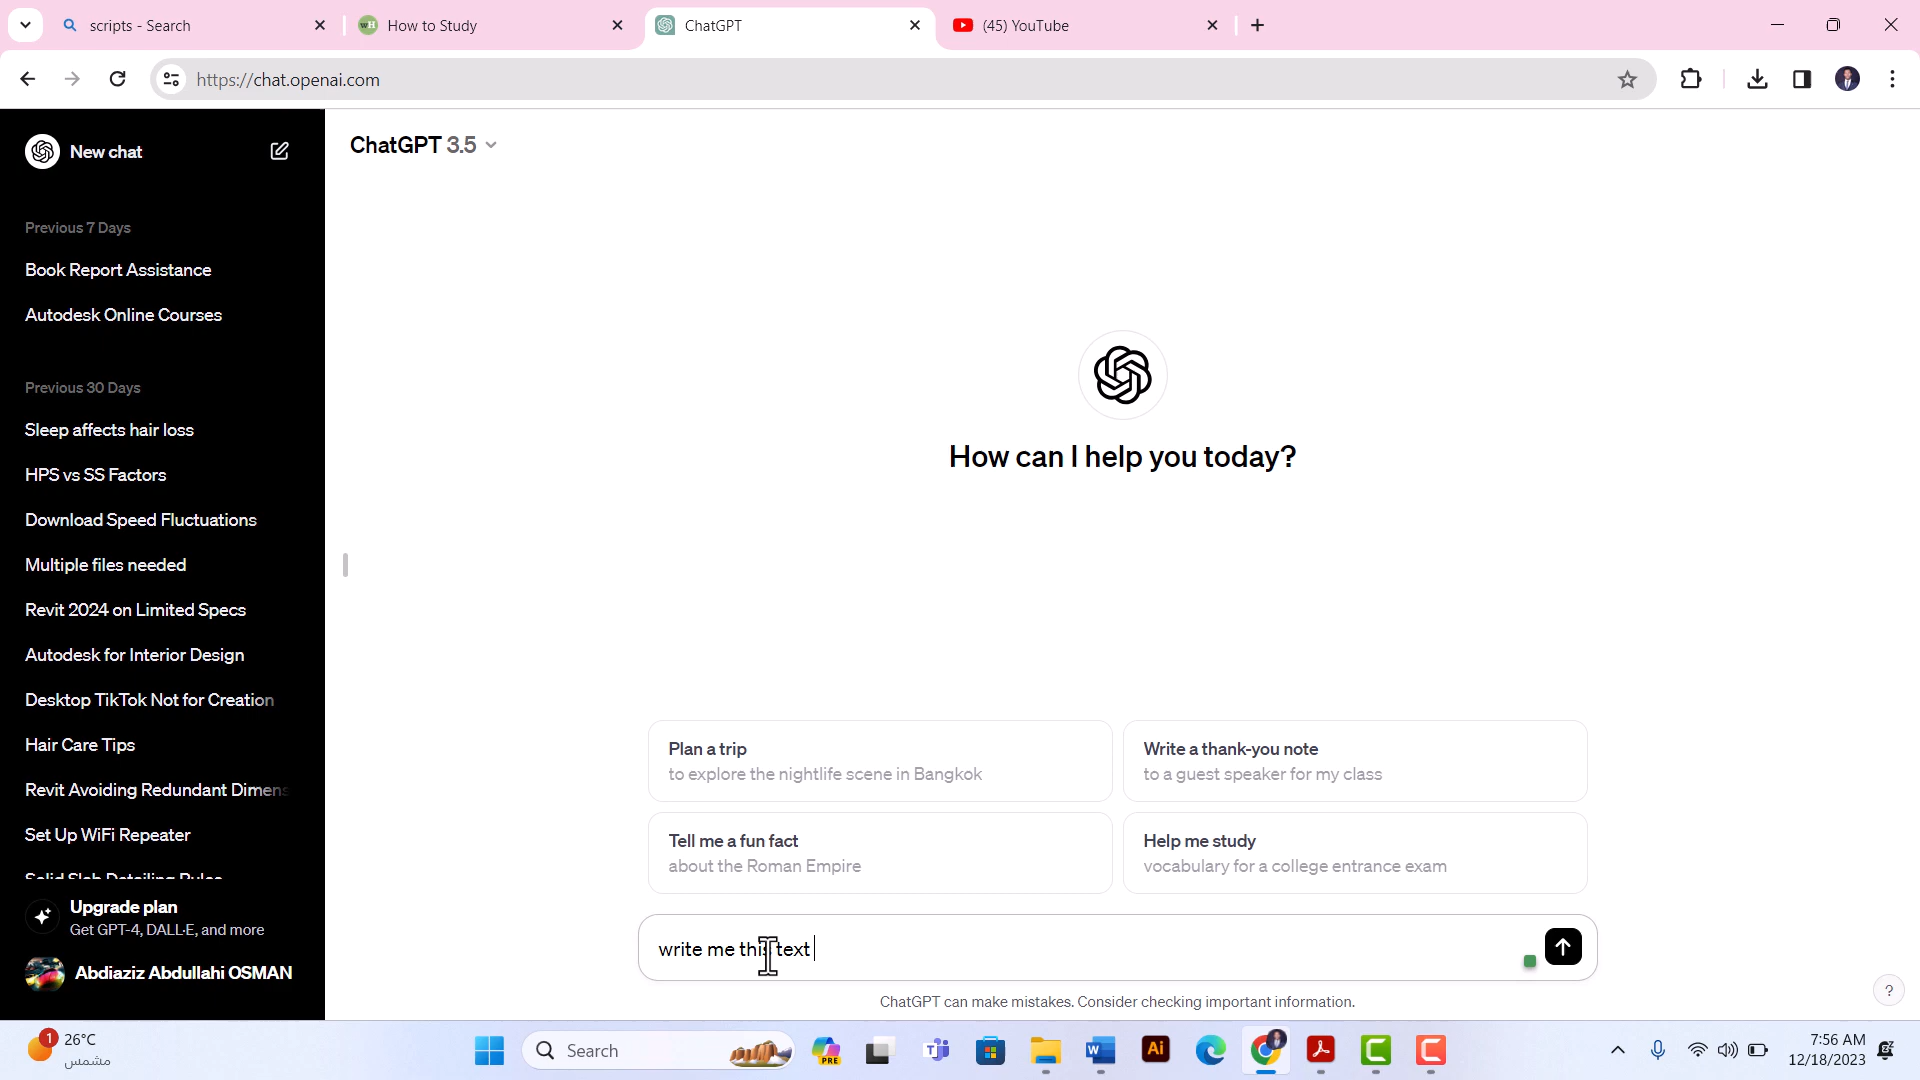 scripts - Search
How to Study
ChatGPT
(45) YouTube
https://chat.openai.com
New chat
Previous 7 Days
Book Report Assistance
Autodesk Online Courses
Previous 30 Days
Sleep affects hair loss
HPS vs SS Factors
Download Speed Fluctuations
Multiple files needed
Revit 2024 on Limited Specs
Autodesk for Interior Design
Desktop TikTok Not for Creation
Hair Care Tips
Revit Avoiding Redundant Dimens
Set Up WiFi Repeater
Solid Slab Detailing Rules
Upgrade plan
Get GPT-4, DALL·E, and more
Abdiaziz Abdullahi OSMAN
ChatGPT 3.5
How can I help you today?
Plan a trip
to explore the nightlife scene in Bangkok
Write a thank-you note
to a guest speaker for my class
Tell me a fun fact
about the Roman Empire
Help me study
vocabulary for a college entrance exam
write me this text
ChatGPT can make mistakes. Consider checking important information.
?
1
26°C
مشمس
Search
PRE
Ai
7:56 AM
12/18/2023